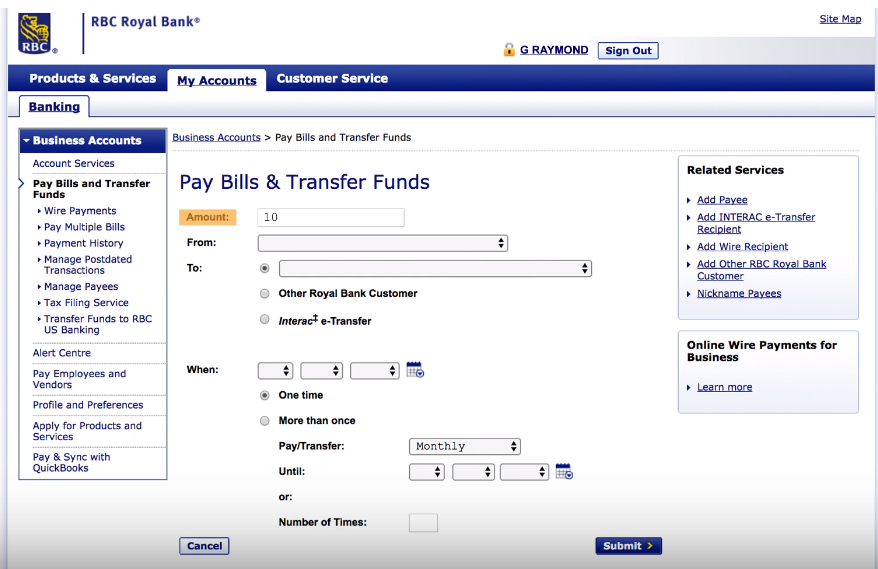 RBC
®
RBC Royal Bank®
Site Map
G RAYMOND
Sign Out
Products & Services
My Accounts
Customer Service
Banking
Business Accounts
Account Services
Pay Bills and Transfer
Funds
Wire Payments
Pay Multiple Bills
Payment History
Manage Postdated
Transactions
Manage Payees
Tax Filing Service
Transfer Funds to RBC
US Banking
Alert Centre
Pay Employees and
Vendors
Profile and Preferences
Apply for Products and
Services
Pay & Sync with
QuickBooks
Business Accounts > Pay Bills and Transfer Funds
Pay Bills & Transfer Funds
Amount: 10
From:
To:
Other Royal Bank Customer
Interac‡ e-Transfer
When:
One time
More than once
Pay/Transfer: Monthly
Until:
or:
Number of Times:
Cancel
Submit >
Related Services
Add Payee
Add INTERAC e-Transfer
Recipient
Add Wire Recipient
Add Other RBC Royal Bank
Customer
Nickname Payees
Online Wire Payments for
Business
Learn more